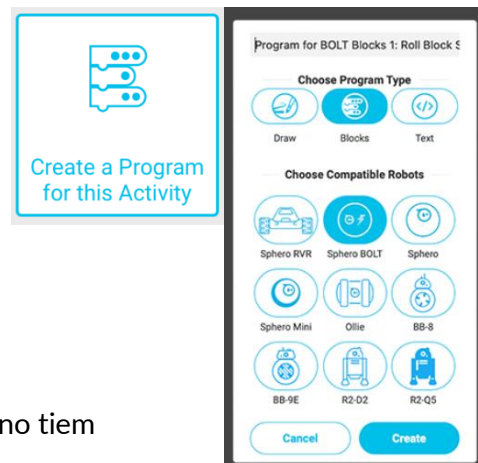 Create a Program
for this Activity
Program for BOLT Blocks 1: Roll Block S
Choose Program Type
Draw Blocks Text
Choose Compatible Robots
Sphero RVR Sphero BOLT Sphero
Sphero Mini Ollie BB-8
BB-9E R2-D2 R2-Q5
Cancel Create
no tiem